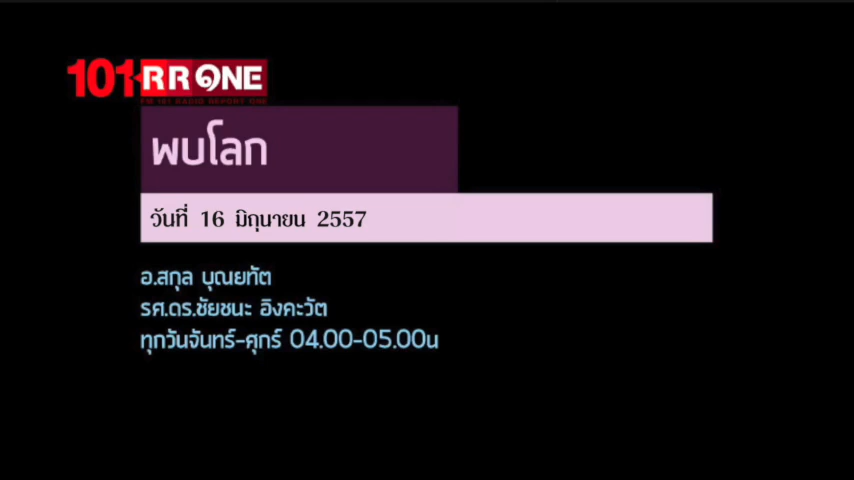 101 RR ONE
FM 101 RADIO REPORT ONE
พบโลก
วันที่ 16 มิถุนายน 2557
อ.สกุล บุณยทัต
รศ.ดร.ชัยชนะ อิงคะวัต
ทุกวันจันทร์-ศุกร์ 04.00-05.00น